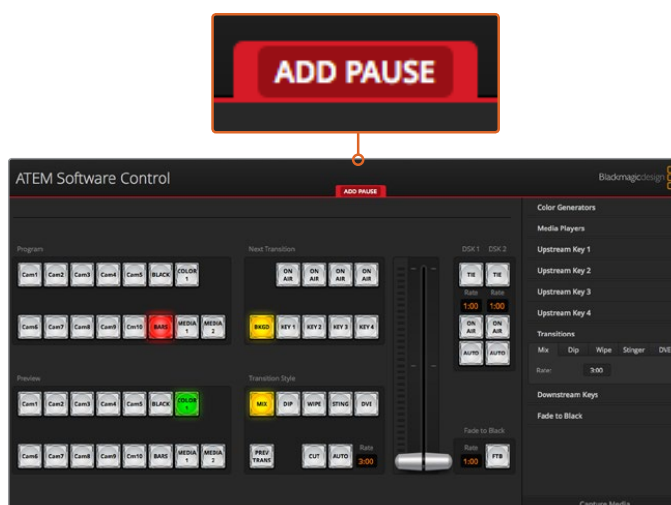 ADD PAUSE
ATEM Software Control
Blackmagicdesign
ADD PAUSE
Program
Cam1 Cam2 Cam3 Cam4 Cam5 BLACK COLOR 1
Cam6 Cam7 Cam8 Cam9 Cm10 BARS MEDIA 1 MEDIA 2
Next Transition
ON AIR ON AIR ON AIR ON AIR
BKGD KEY 1 KEY 2 KEY 3 KEY 4
DSK 1 DSK 2
TIE TIE
Rate Rate
1:00 1:00
ON AIR ON AIR
AUTO AUTO
Preview
Cam1 Cam2 Cam3 Cam4 Cam5 BLACK COLOR 1
Cam6 Cam7 Cam8 Cam9 Cm10 BARS MEDIA 1 MEDIA 2
Transition Style
MIX DIP WIPE STING DVE
PREV TRANS CUT AUTO Rate 3:00
Fade to Black
Rate
1:00 FTB
Color Generators
Media Players
Upstream Key 1
Upstream Key 2
Upstream Key 3
Upstream Key 4
Transitions
Mix Dip Wipe Stinger DVE
Rate: 3:00
Downstream Keys
Fade to Black
Capture Media